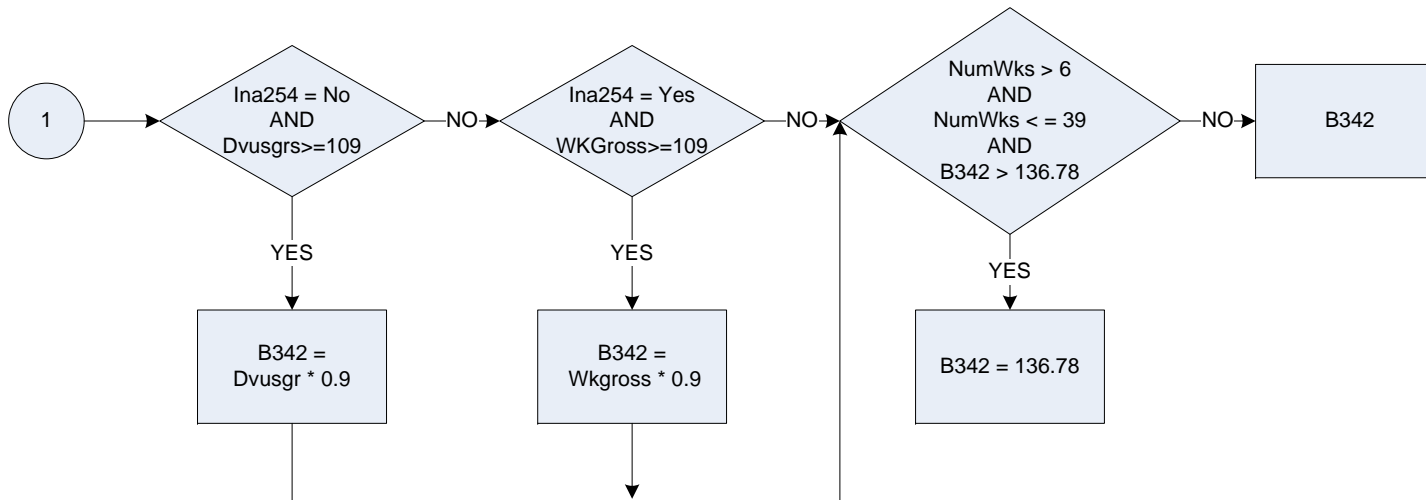 1
Ina254 = No
AND
Dvusgrs>=109
NO
Ina254 = Yes
AND
WKGross>=109
NO
NumWks > 6
AND
NumWks < = 39
AND
B342 > 136.78
NO
B342
YES
YES
YES
B342 =
Dvusgr * 0.9
B342 =
Wkgross * 0.9
B342 = 136.78